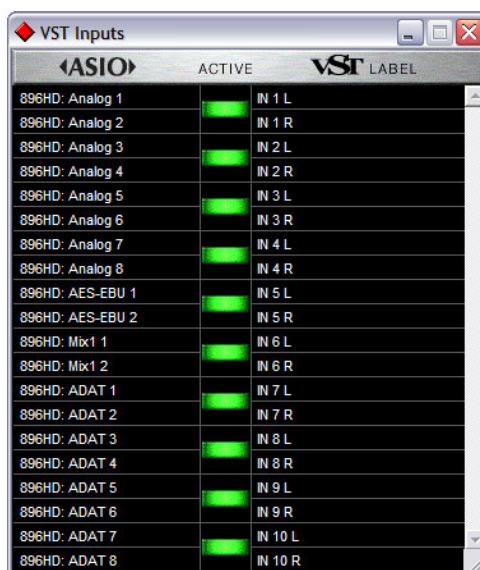 VST Inputs
ASIO ACTIVE VST LABEL
896HD: Analog 1 IN 1 L
896HD: Analog 2 IN 1 R
896HD: Analog 3 IN 2 L
896HD: Analog 4 IN 2 R
896HD: Analog 5 IN 3 L
896HD: Analog 6 IN 3 R
896HD: Analog 7 IN 4 L
896HD: Analog 8 IN 4 R
896HD: AES-EBU 1 IN 5 L
896HD: AES-EBU 2 IN 5 R
896HD: Mix1 1 IN 6 L
896HD: Mix1 2 IN 6 R
896HD: ADAT 1 IN 7 L
896HD: ADAT 2 IN 7 R
896HD: ADAT 3 IN 8 L
896HD: ADAT 4 IN 8 R
896HD: ADAT 5 IN 9 L
896HD: ADAT 6 IN 9 R
896HD: ADAT 7 IN 10 L
896HD: ADAT 8 IN 10 R